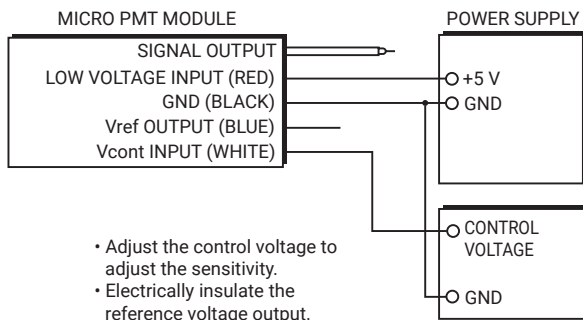 MICRO PMT MODULE
POWER SUPPLY
SIGNAL OUTPUT
LOW VOLTAGE INPUT (RED)
GND (BLACK)
Vref OUTPUT (BLUE)
Vcont INPUT (WHITE)
+5 V
GND
CONTROL
VOLTAGE
GND
• Adjust the control voltage to
adjust the sensitivity.
• Electrically insulate the
reference voltage output.